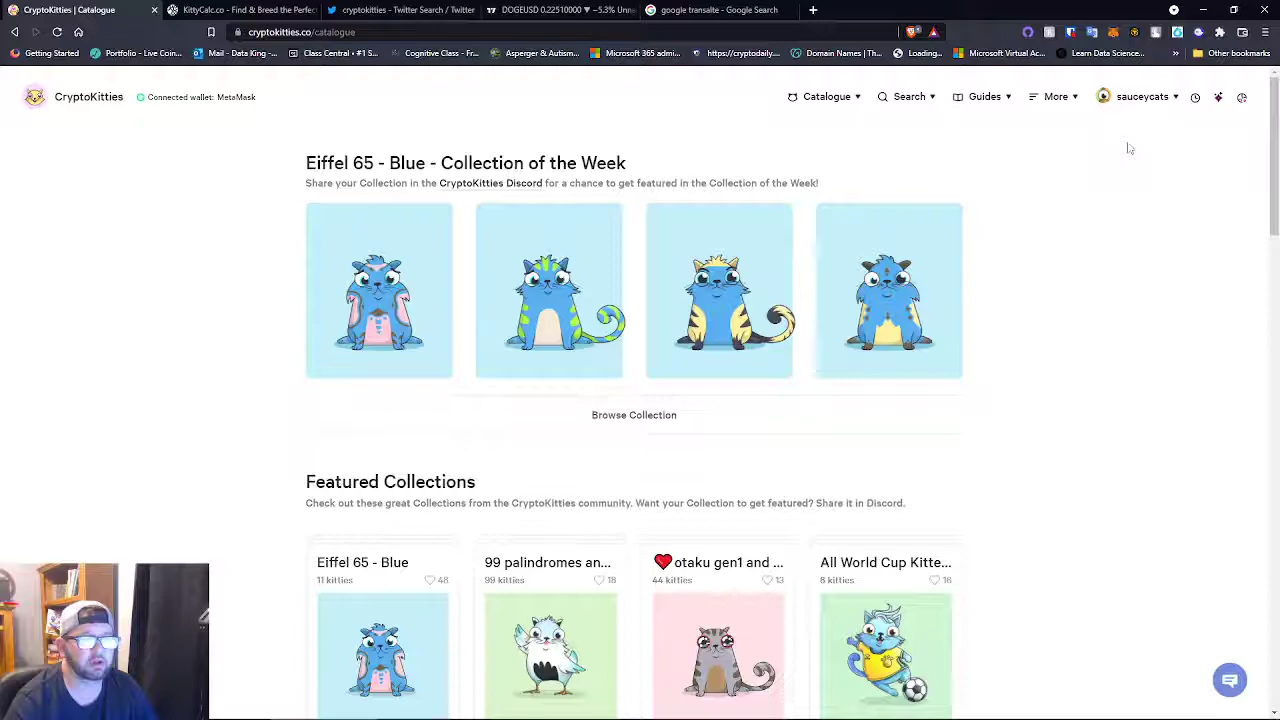 CryptoKitties | Catalogue
KittyCalc.co - Find & Breed the Perfe
cryptokitties - Twitter Search / Twitter
DOGEUSD 0.22510000 ▼ −5.3% Unn
google transalte - Google Search
cryptokitties.co/catalogue
Getting Started
Portfolio - Live Coin...
Class Central • #1 S...
Cognitive Class - Fr...
Asperger & Autism...
Microsoft 365 admi...
https://cryptodaily...
Domain Names | Th...
Loading...
Microsoft Virtual Ac...
Learn Data Science...
»
Other bookmarks
CryptoKitties
Connected wallet: MetaMask
Catalogue
Search
Guides
More
sauceycats
Eiffel 65 - Blue - Collection of the Week
Share your Collection in the CryptoKitties Discord for a chance to get featured in the Collection of the Week!
Browse Collection
Featured Collections
Check out these great Collections from the CryptoKitties community. Want your Collection to get featured? Share it in Discord.
Eiffel 65 - Blue
11 kitties
48
99 palindromes an...
99 kitties
18
❤️ otaku gen1 and ...
44 kitties
13
All World Cup Kitte...
8 kitties
16